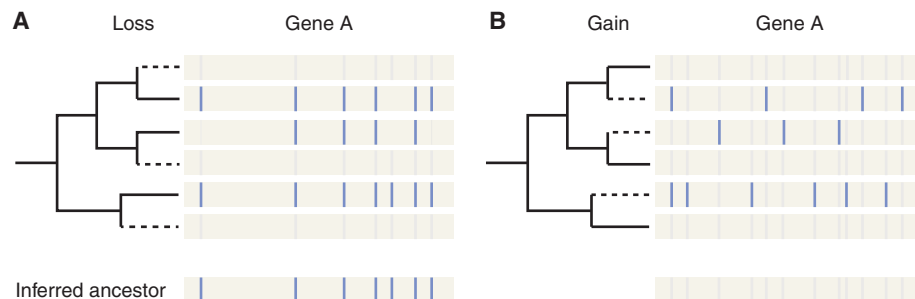 A Loss Gene A
B Gain Gene A
Inferred ancestor